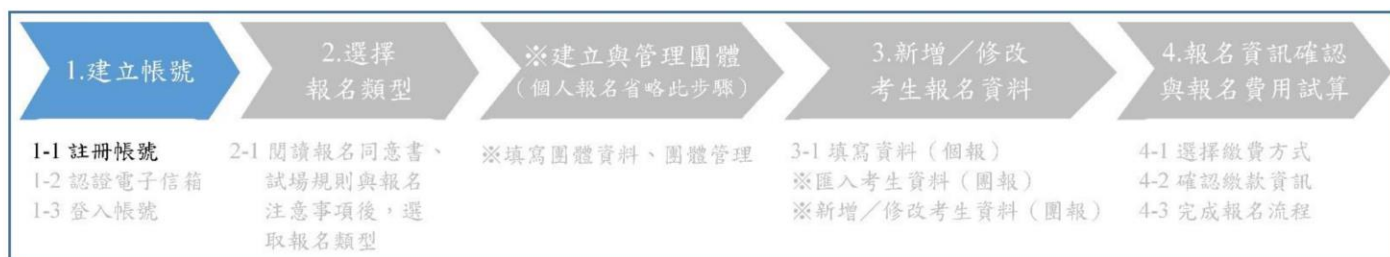 1.建立帳號
2.選擇
報名類型
※建立與管理團體
（個人報名省略此步驟）
3.新增／修改
考生報名資料
4.報名資訊確認
與報名費用試算
1-1 註冊帳號
1-2 認證電子信箱
1-3 登入帳號
2-1 閱讀報名同意書、
試場規則與報名
注意事項後，選
取報名類型
※填寫團體資料、團體管理
3-1 填寫資料（個報）
※匯入考生資料（團報）
※新增／修改考生資料（團報）
4-1 選擇繳費方式
4-2 確認繳款資訊
4-3 完成報名流程